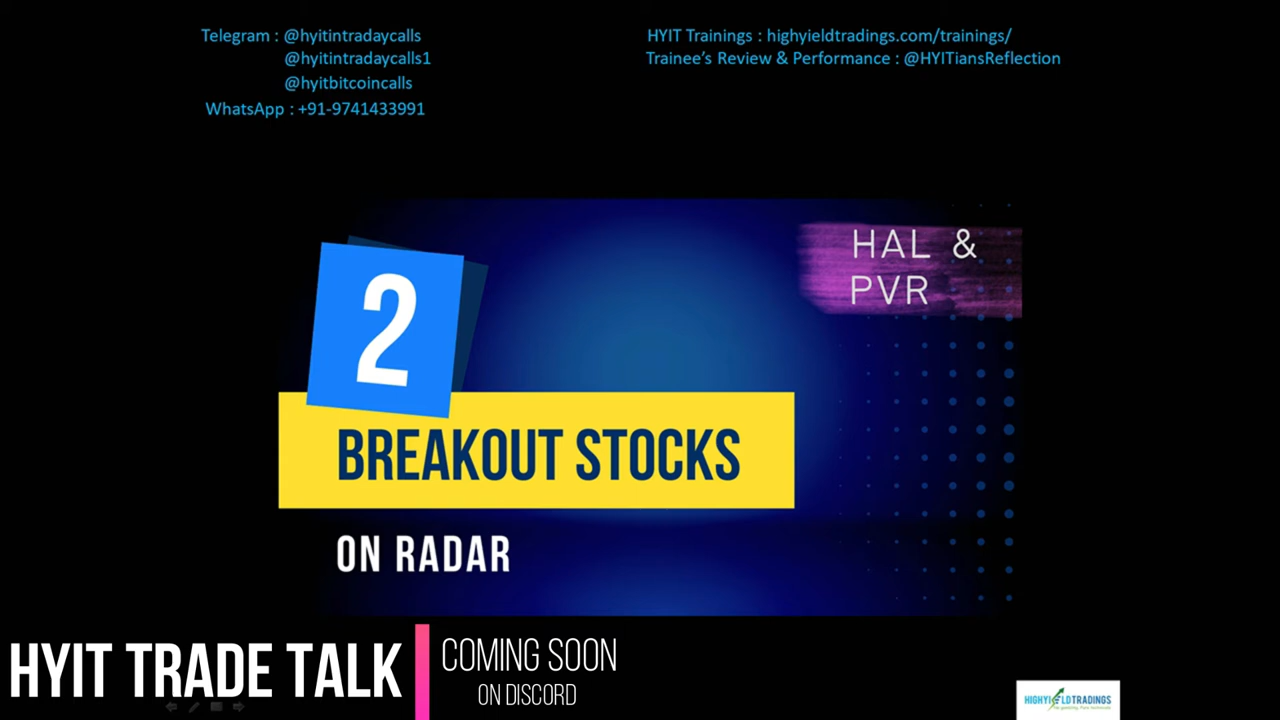 Telegram : @hyitintradaycalls
@hyitintradaycalls1
@hyitbitcoincalls
WhatsApp : +91-9741433991
HYIT Trainings : highyieldtradings.com/trainings/
Trainee’s Review & Performance : @HYITiansReflection
HAL &
PVR
2
BREAKOUT STOCKS
ON RADAR
HYIT TRADE TALK
COMING SOON
ON DISCORD
HIGHYIELDTRADINGS